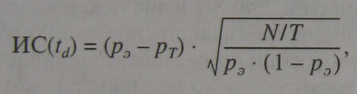 ИС(t_d) = (p_э – p_T) · √((N/T)/(p_э · (1 – p_э))),